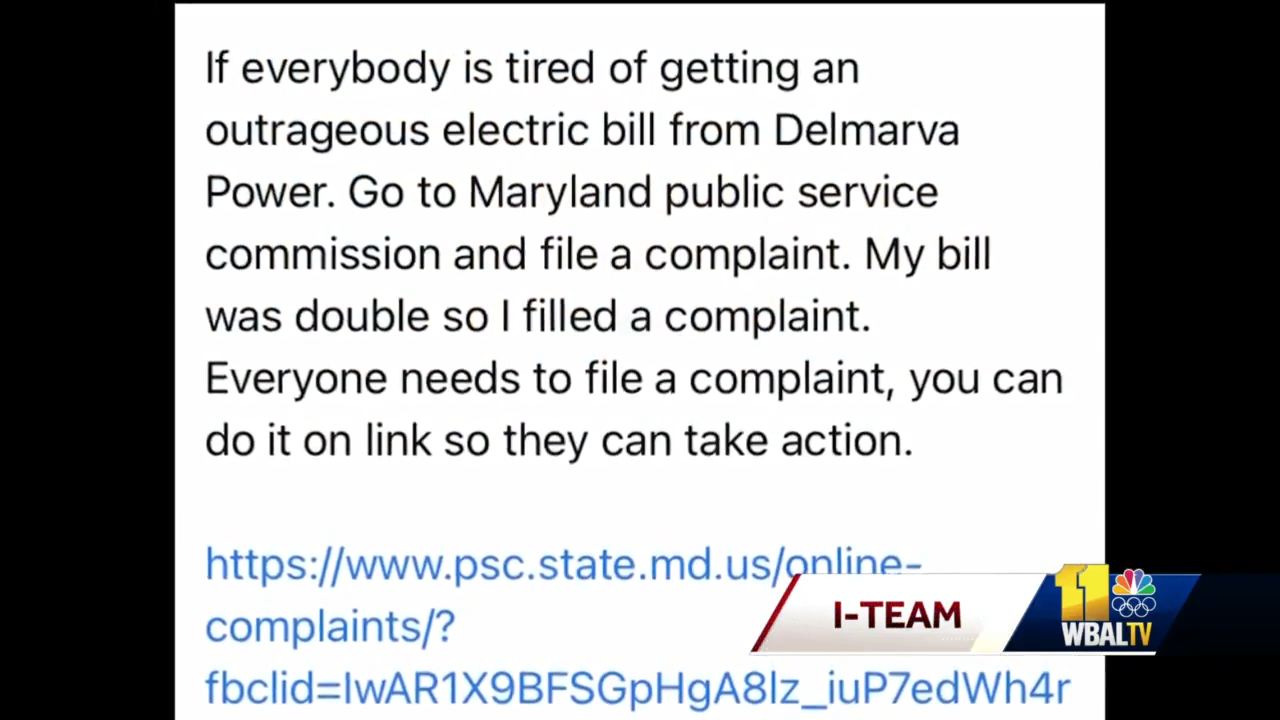 If everybody is tired of getting an
outrageous electric bill from Delmarva
Power. Go to Maryland public service
commission and file a complaint. My bill
was double so I filled a complaint.
Everyone needs to file a complaint, you can
do it on link so they can take action.
https://www.psc.state.md.us/online-
complaints/?
fbclid=IwAR1X9BFSGpHgA8lz_iuP7edWh4r
I-TEAM
11
WBALTV